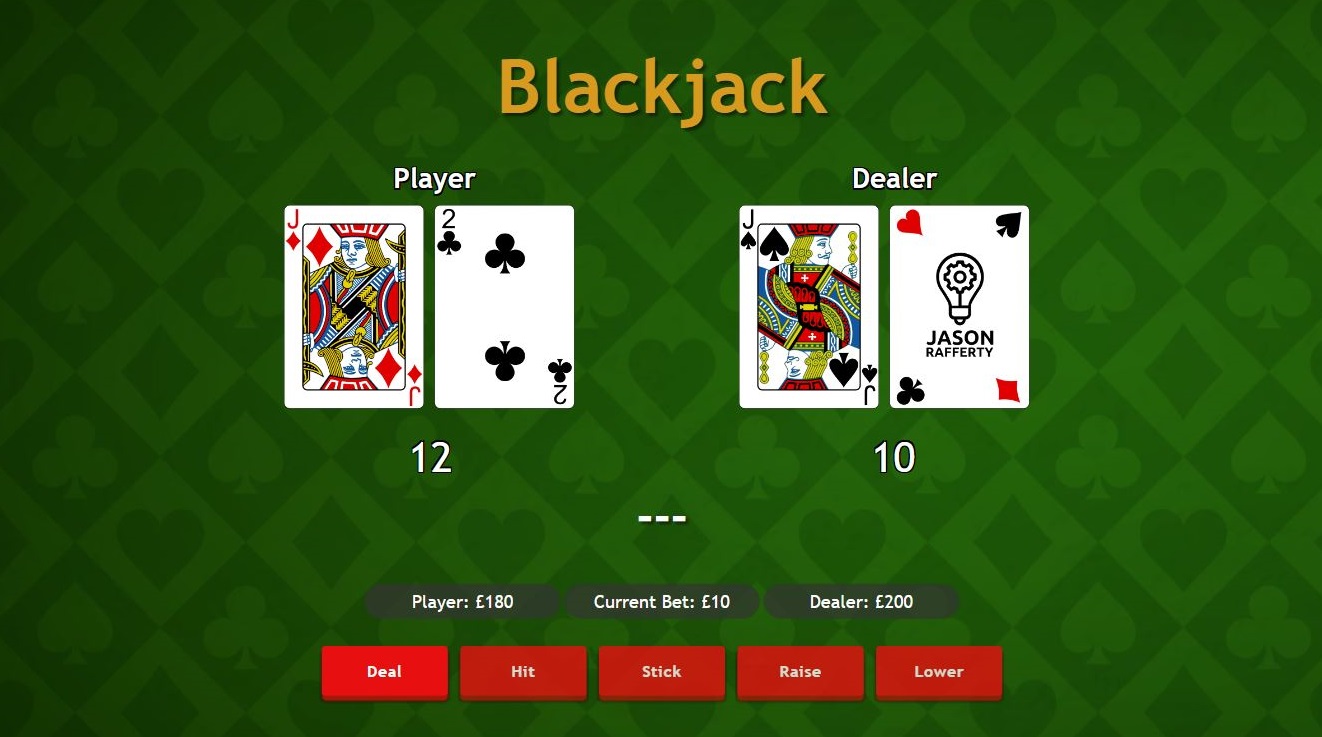 Blackjack
Player
Dealer
J
2
J
JASON
RAFFERTY
J
2
J
12
10
---
Player: £180
Current Bet: £10
Dealer: £200
Deal
Hit
Stick
Raise
Lower